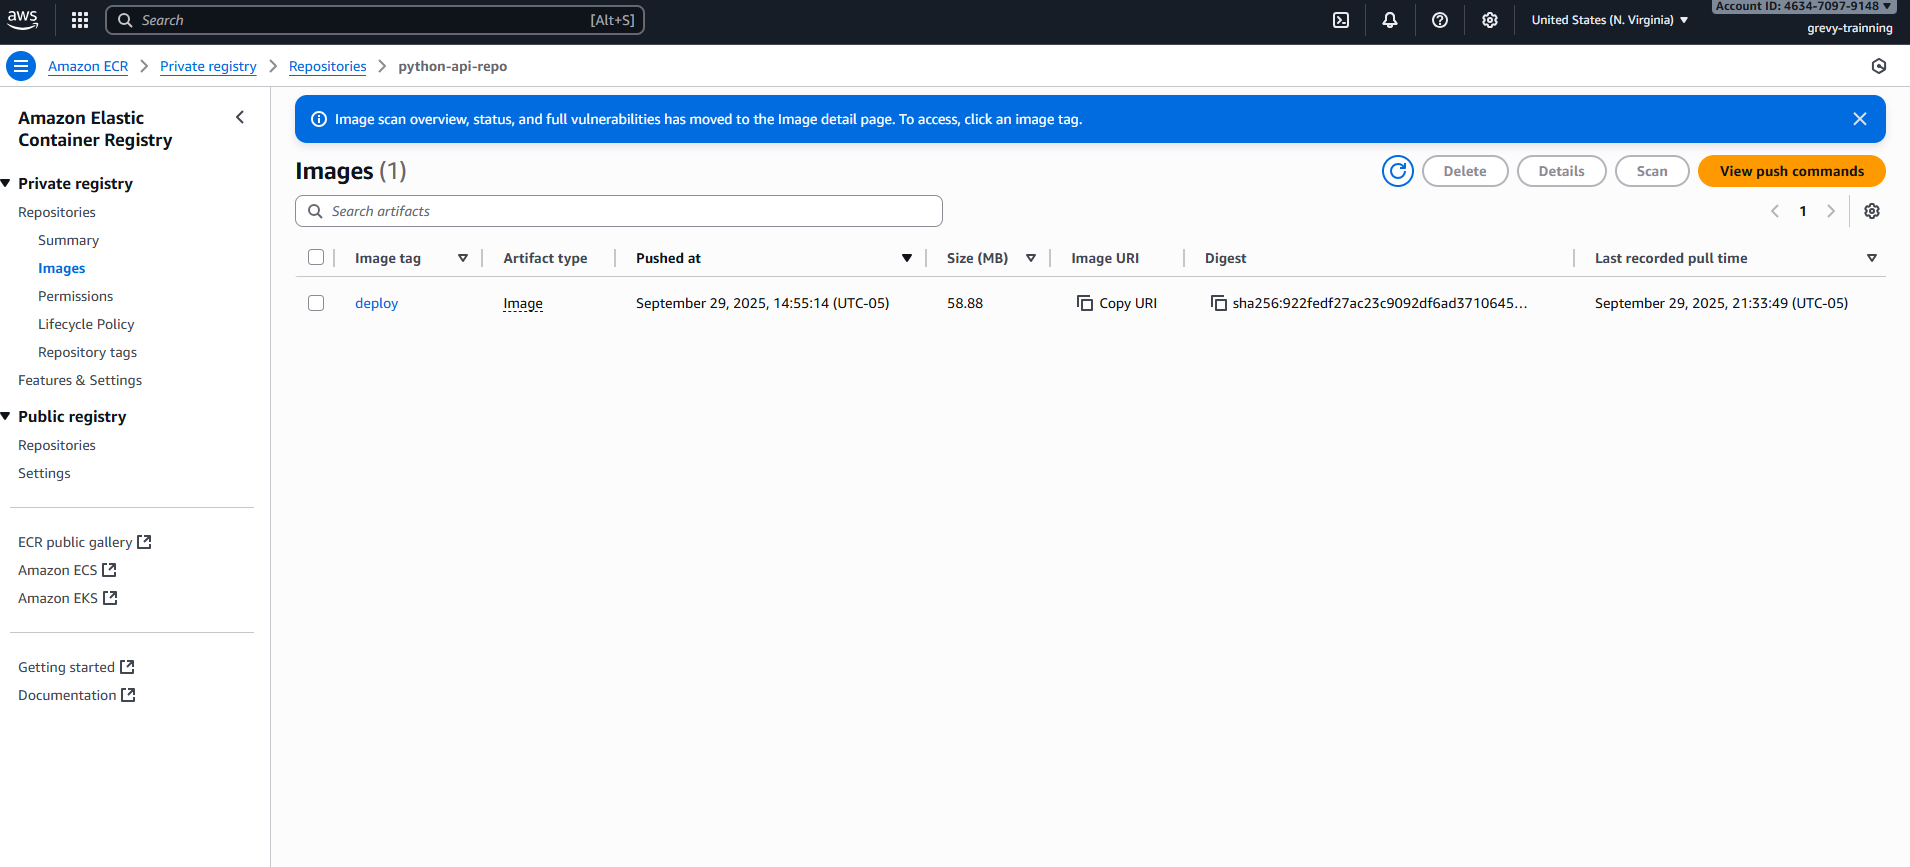 aws Search [Alt+S] United States (N. Virginia) Account ID: 4634-7097-9148
grevy-trainning
Amazon ECR Private registry Repositories python-api-repo
Amazon Elastic
Container Registry
Private registry
Repositories
Summary
Images
Permissions
Lifecycle Policy
Repository tags
Features & Settings
Public registry
Repositories
Settings
ECR public gallery
Amazon ECS
Amazon EKS
Getting started
Documentation
Image scan overview, status, and full vulnerabilities has moved to the Image detail page. To access, click an image tag.
Images (1) Delete Details Scan View push commands
Search artifacts 1
Image tag Artifact type Pushed at Size (MB) Image URI Digest Last recorded pull time
deploy Image September 29, 2025, 14:55:14 (UTC-05) 58.88 Copy URI sha256:922fedf27ac23c9092df6ad3710645... September 29, 2025, 21:33:49 (UTC-05)